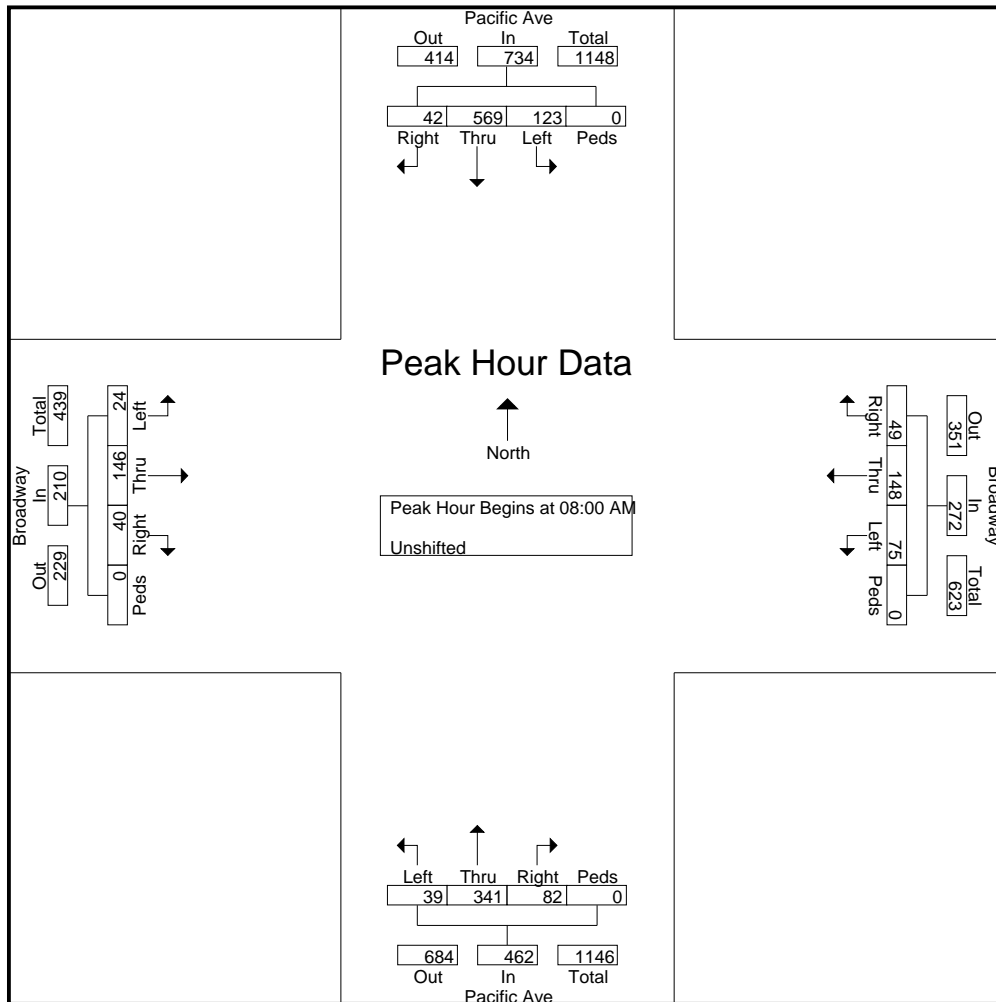 Pacific Ave
Out In Total
414 734 1148
42 569 123 0
Right Thru Left Peds
Peak Hour Data
North
Peak Hour Begins at 08:00 AM
Unshifted
Broadway
Out In Total
229 210 439
Left Thru Right Peds
24 146 40 0
Broadway
Out In Total
351 272 623
Right Thru Left Peds
49 148 75 0
Left Thru Right Peds
39 341 82 0
684 462 1146
Out In Total
Pacific Ave